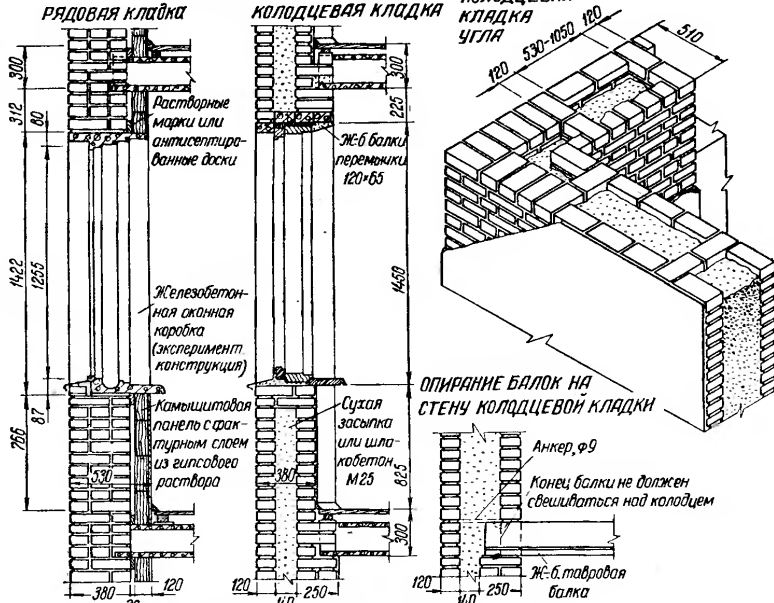 РЯДОВАЯ КЛАДКА
КОЛОДЦЕВАЯ КЛАДКА
КЛАДКА
УГЛА
120
530-1050
120
510
300
312
80
1422
1255
87
766
Растворные
марки или
антисептиро-
ванные доски
Железобетон-
ная оконная
коробка
(эксперимент.
конструкция)
Камышитовая
панель с фак-
турным слоем
из гипсового
раствора
530
380
120
300
225
Ж-б балки
перемычки
120×65
1450
Сухая
засыпка
или шла-
кобетон
М25
380
825
300
120
140
250
ОПИРАНИЕ БАЛОК НА
СТЕНУ КОЛОДЦЕВОЙ КЛАДКИ
Анкер, φ9
Конец балки не должен
свешиваться над колодцем
Ж-б. тавровая
балка
120
140
250